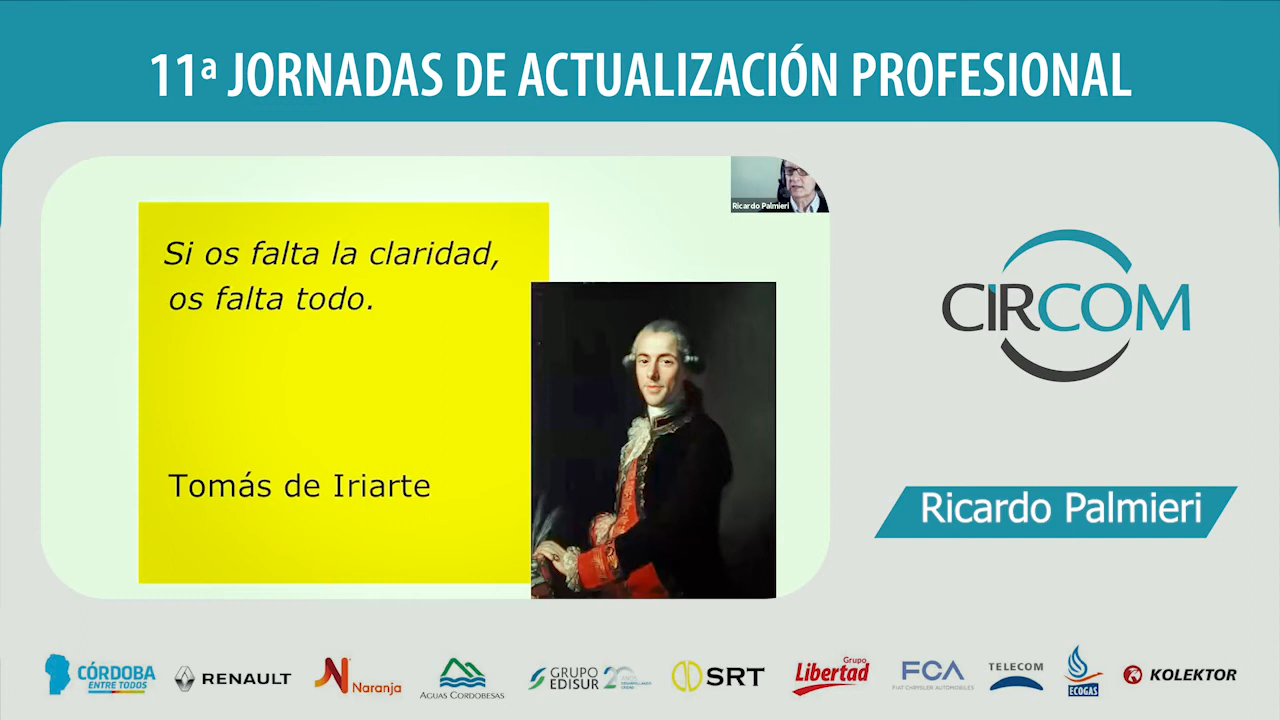 11ª JORNADAS DE ACTUALIZACIÓN PROFESIONAL
Ricardo Palmieri
Si os falta la claridad,
os falta todo.
Tomás de Iriarte
CIRCOM
Ricardo Palmieri
CÓRDOBA
ENTRE TODOS
RENAULT
Naranja
AGUAS CORDOBESAS
GRUPO
EDISUR
20
SRT
Grupo
Libertad
FCA
FIAT CHRYSLER AUTOMOBILES
TELECOM
ECOGAS
KOLEKTOR